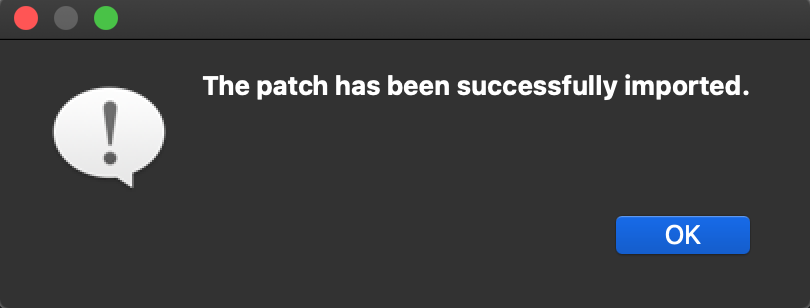 The patch has been successfully imported.
OK